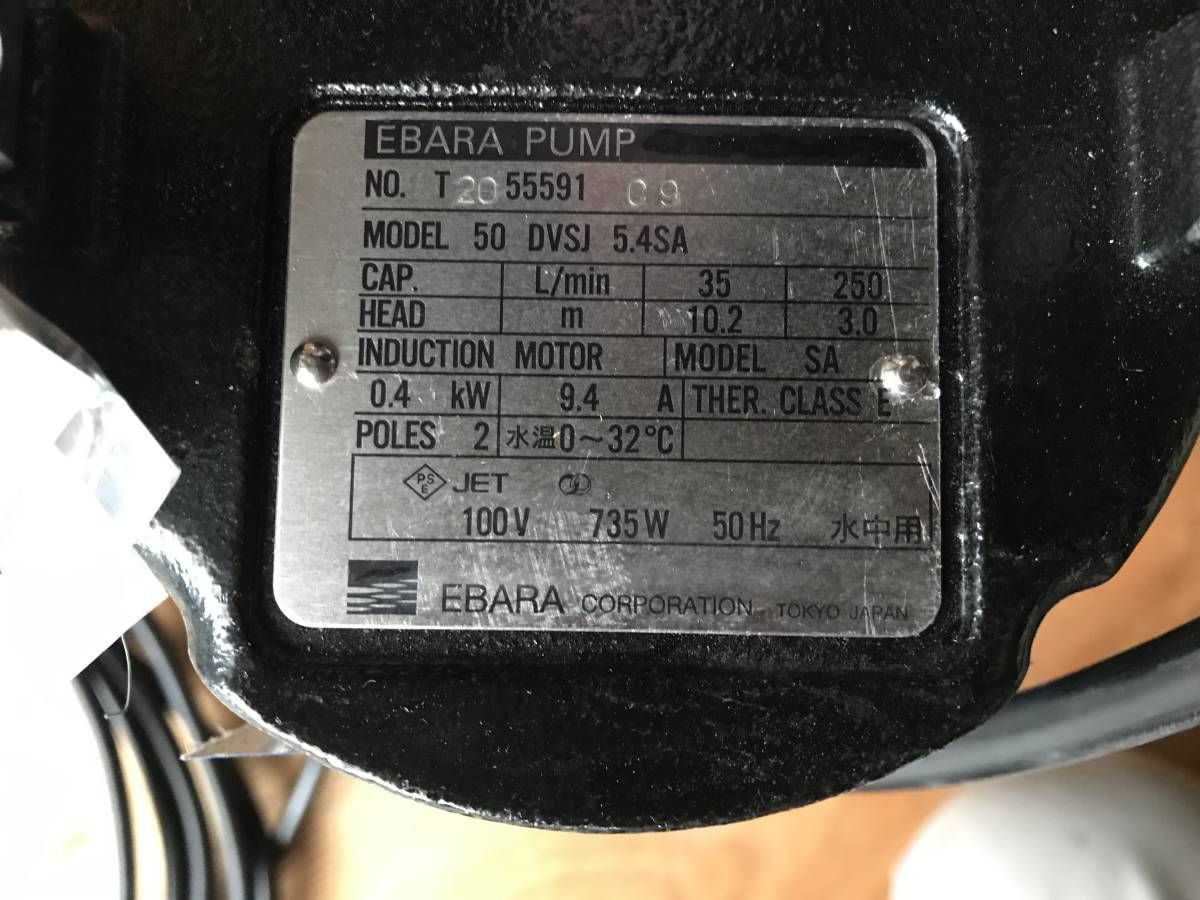 EBARA PUMP
NO. T 20 55591 C9
MODEL 50 DVSJ 5.4SA
CAP. L/min 35 250
HEAD m 10.2 3.0
INDUCTION MOTOR MODEL SA
0.4 kW 9.4 A THER. CLASS E
POLES 2 水温0~32℃
PS E JET
100V 735W 50Hz 水中用
EBARA CORPORATION TOKYO JAPAN